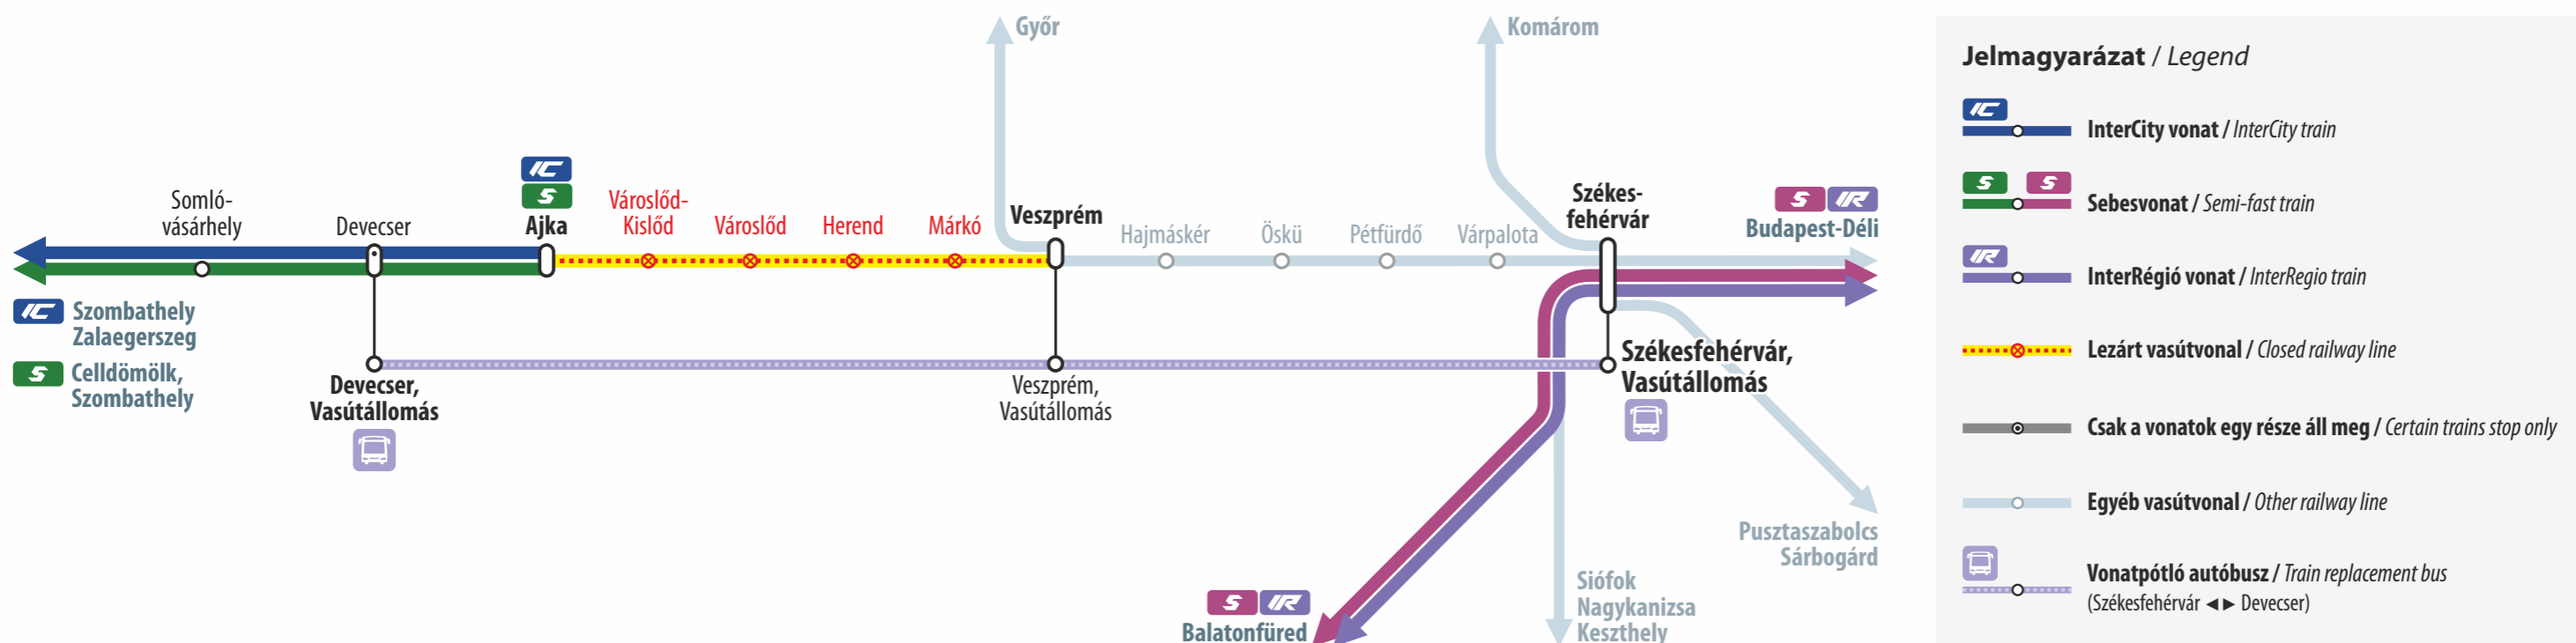 Győr
Komárom
IC
S
Somló-
vásárhely
Devecser
Ajka
Városlőd-
Kislőd
Városlőd
Herend
Márkó
Veszprém
Hajmáskér
Öskü
Pétfürdő
Várpalota
Székes-
fehérvár
S IR
Budapest-Déli
IC Szombathely
Zalaegerszeg
S Celldömölk,
Szombathely
Devecser,
Vasútállomás
Veszprém,
Vasútállomás
Székesfehérvár,
Vasútállomás
Pusztaszabolcs
Sárbogárd
Siófok
Nagykanizsa
Keszthely
S IR
Balatonfüred
Jelmagyarázat / Legend
IC
InterCity vonat / InterCity train
S S
Sebesvonat / Semi-fast train
IR
InterRégió vonat / InterRegio train
Lezárt vasútvonal / Closed railway line
Csak a vonatok egy része áll meg / Certain trains stop only
Egyéb vasútvonal / Other railway line
Vonatpótló autóbusz / Train replacement bus
(Székesfehérvár ◄► Devecser)